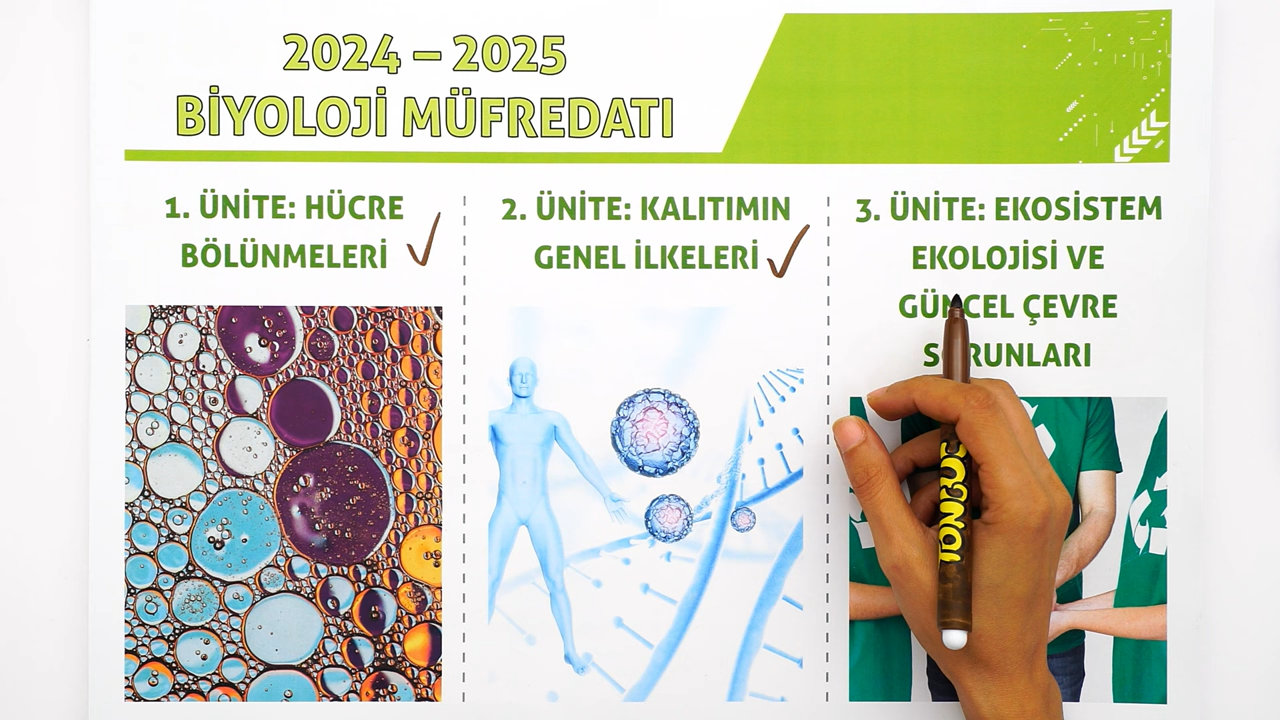 2024 – 2025
BİYOLOJİ MÜFREDATI
1. ÜNİTE: HÜCRE
BÖLÜNMELERİ
2. ÜNİTE: KALITIMIN
GENEL İLKELERİ
3. ÜNİTE: EKOSİSTEM
EKOLOJİSİ VE
GÜNCEL ÇEVRE
SORUNLARI